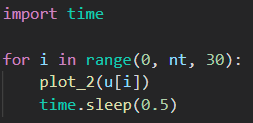 import time

for i in range(0, nt, 30):
    plot_2(u[i])
    time.sleep(0.5)